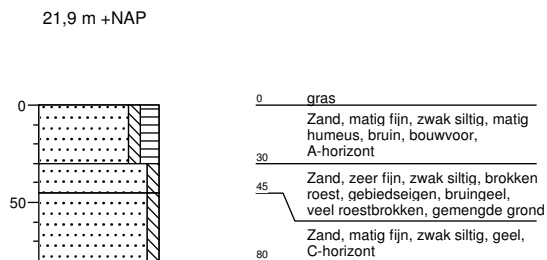 21,9 m +NAP
0
50
0 gras
Zand, matig fijn, zwak siltig, matig
humeus, bruin, bouwvoor,
A-horizont
30
Zand, zeer fijn, zwak siltig, brokken
45 roest, gebiedseigen, bruingeel,
veel roestbrokken, gemengde grond
Zand, matig fijn, zwak siltig, geel,
80 C-horizont